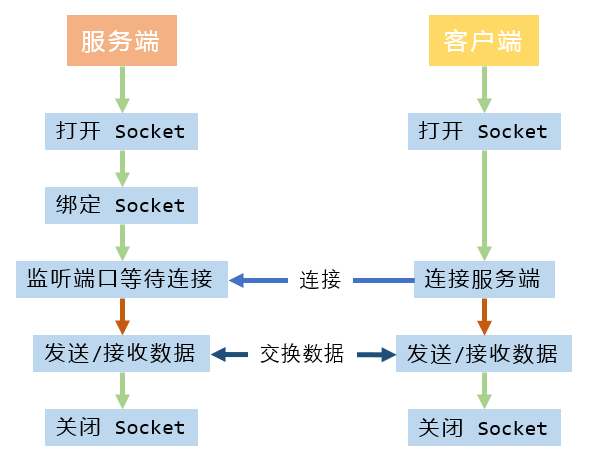 服务端
客户端
打开 Socket
打开 Socket
绑定 Socket
监听端口等待连接
连接
连接服务端
发送/接收数据
交换数据
发送/接收数据
关闭 Socket
关闭 Socket